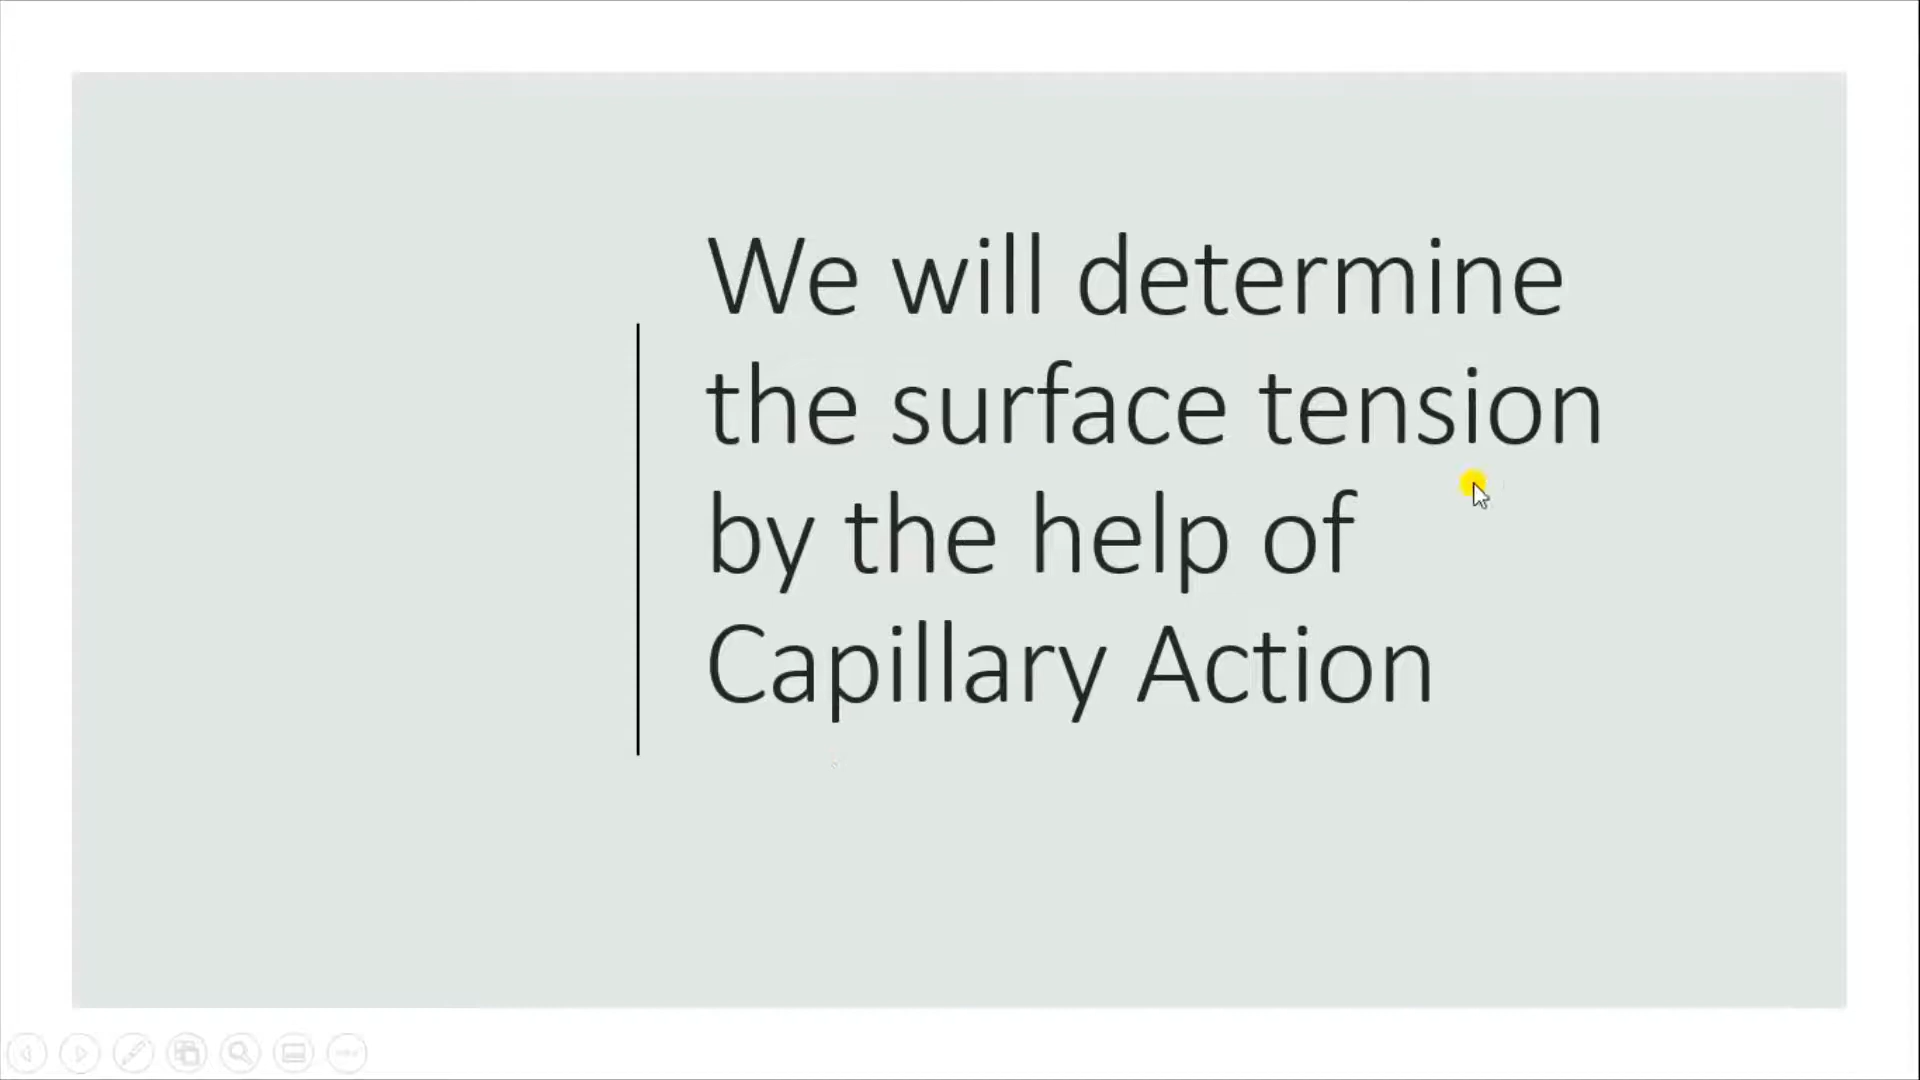 We will determine
the surface tension
by the help of
Capillary Action